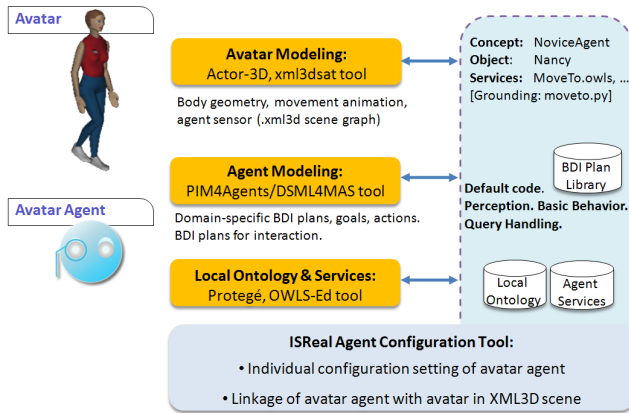 Avatar
Avatar Modeling:
Actor-3D, xml3dsat tool
Body geometry, movement animation,
agent sensor (.xml3d scene graph)
Concept: NoviceAgent
Object: Nancy
Services: MoveTo.owls, ...
[Grounding: moveto.py]
Agent Modeling:
PIM4Agents/DSML4MAS tool
Domain-specific BDI plans, goals, actions.
BDI plans for interaction.
BDI Plan
Library
Default code.
Perception. Basic Behavior.
Query Handling.
Avatar Agent
Local Ontology & Services:
Protegé, OWLS-Ed tool
Local
Ontology
Agent
Services
ISReal Agent Configuration Tool:
• Individual configuration setting of avatar agent
• Linkage of avatar agent with avatar in XML3D scene